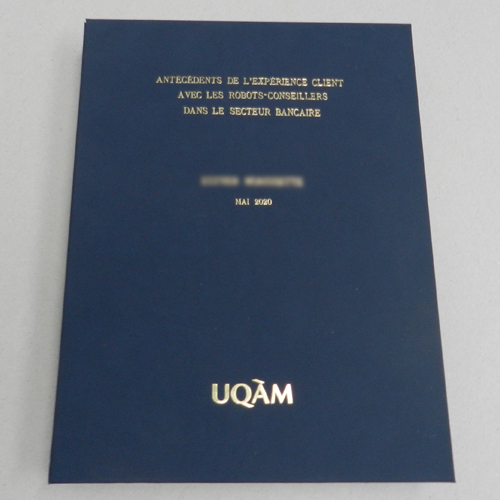 ANTÉCÉDENTS DE L'EXPÉRIENCE CLIENT
AVEC LES ROBOTS-CONSEILLERS
DANS LE SECTEUR BANCAIRE
MAI 2020
UQÀM